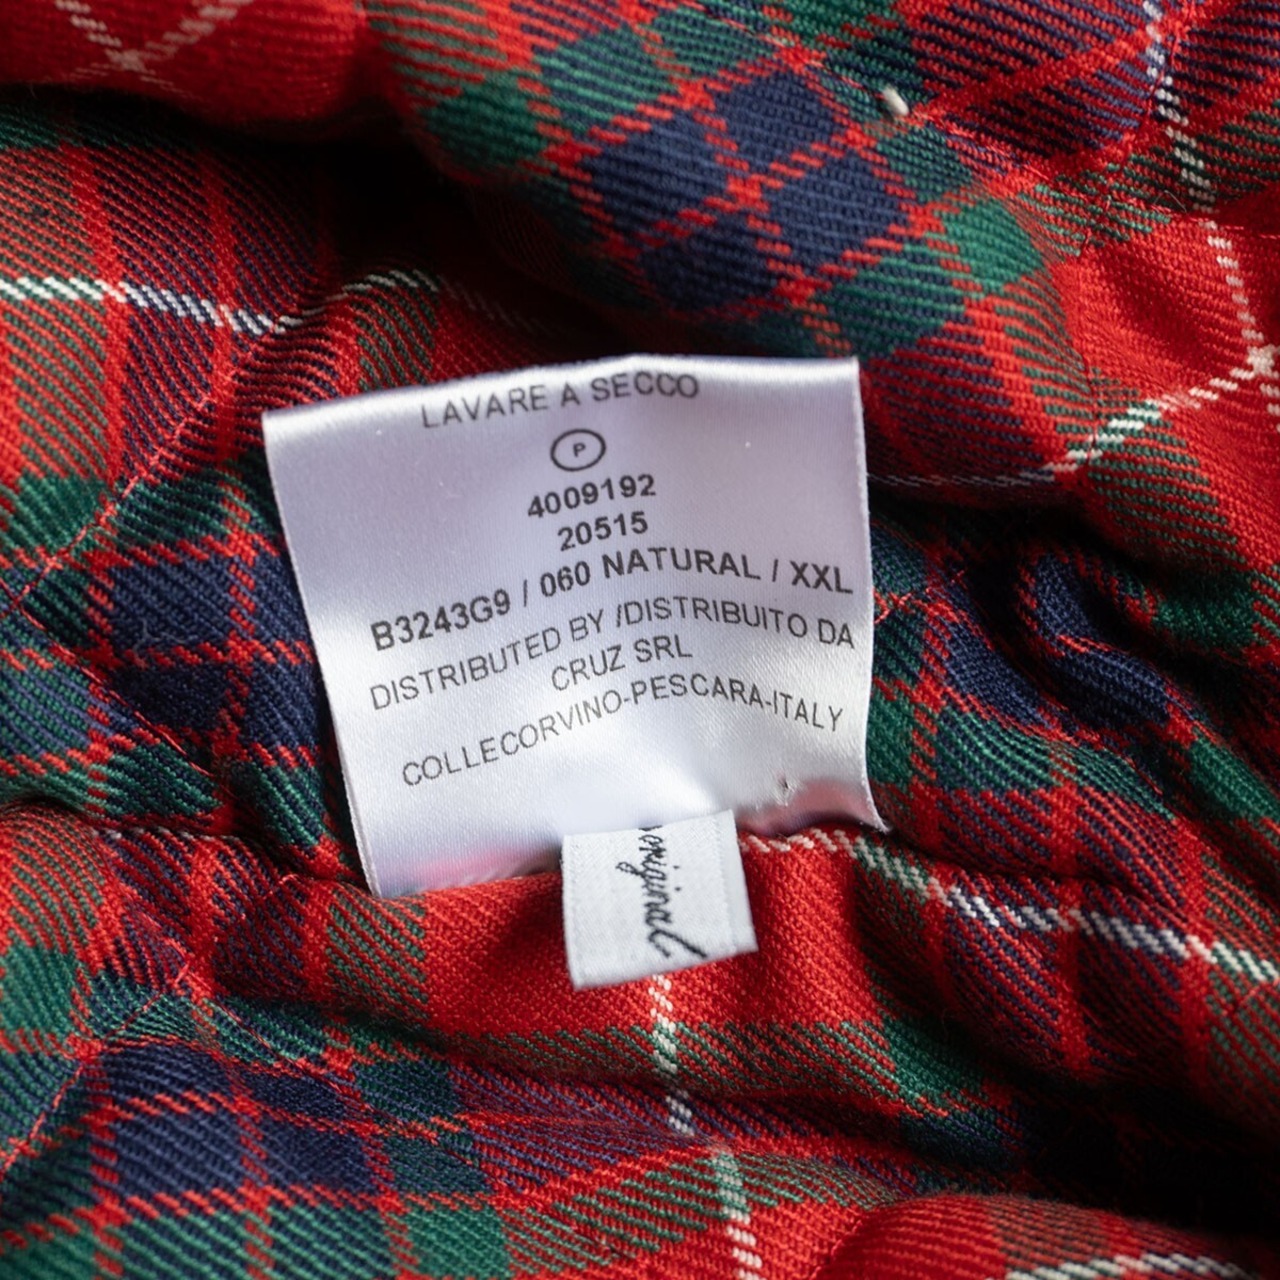 LAVARE A SECCO
P
4009192
20515
B3243G9 / 060 NATURAL / XXL
DISTRIBUTED BY /DISTRIBUITO DA
CRUZ SRL
COLLECORVINO-PESCARA-ITALY
original